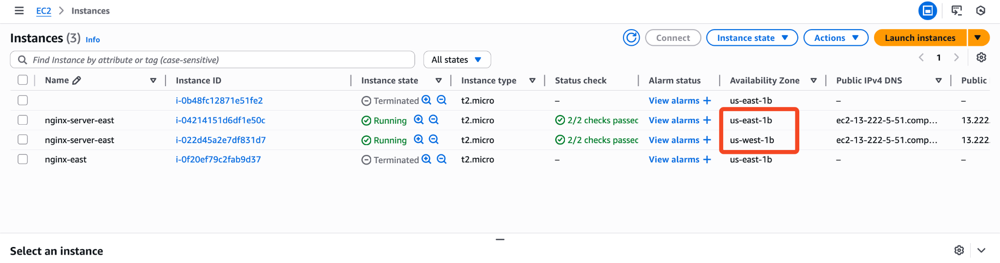 EC2 > Instances
Instances (3) Info
Connect Instance state Actions Launch instances
Find Instance by attribute or tag (case-sensitive) All states 1
Name Instance ID Instance state Instance type Status check Alarm status Availability Zone Public IPv4 DNS Public
i-0b48fc12871e51fe2 Terminated t2.micro – View alarms + us-east-1b – –
nginx-server-east i-04214151d6df1e50c Running t2.micro 2/2 checks passed View alarms + us-east-1b ec2-13-222-5-51.comp... 13.222.
nginx-server-east i-022d45a2e7df831d7 Running t2.micro 2/2 checks passed View alarms + us-west-1b ec2-13-222-5-51.comp... 13.222.
nginx-east i-0f20ef79c2fab9d37 Terminated t2.micro – View alarms + us-east-1b – –
Select an instance